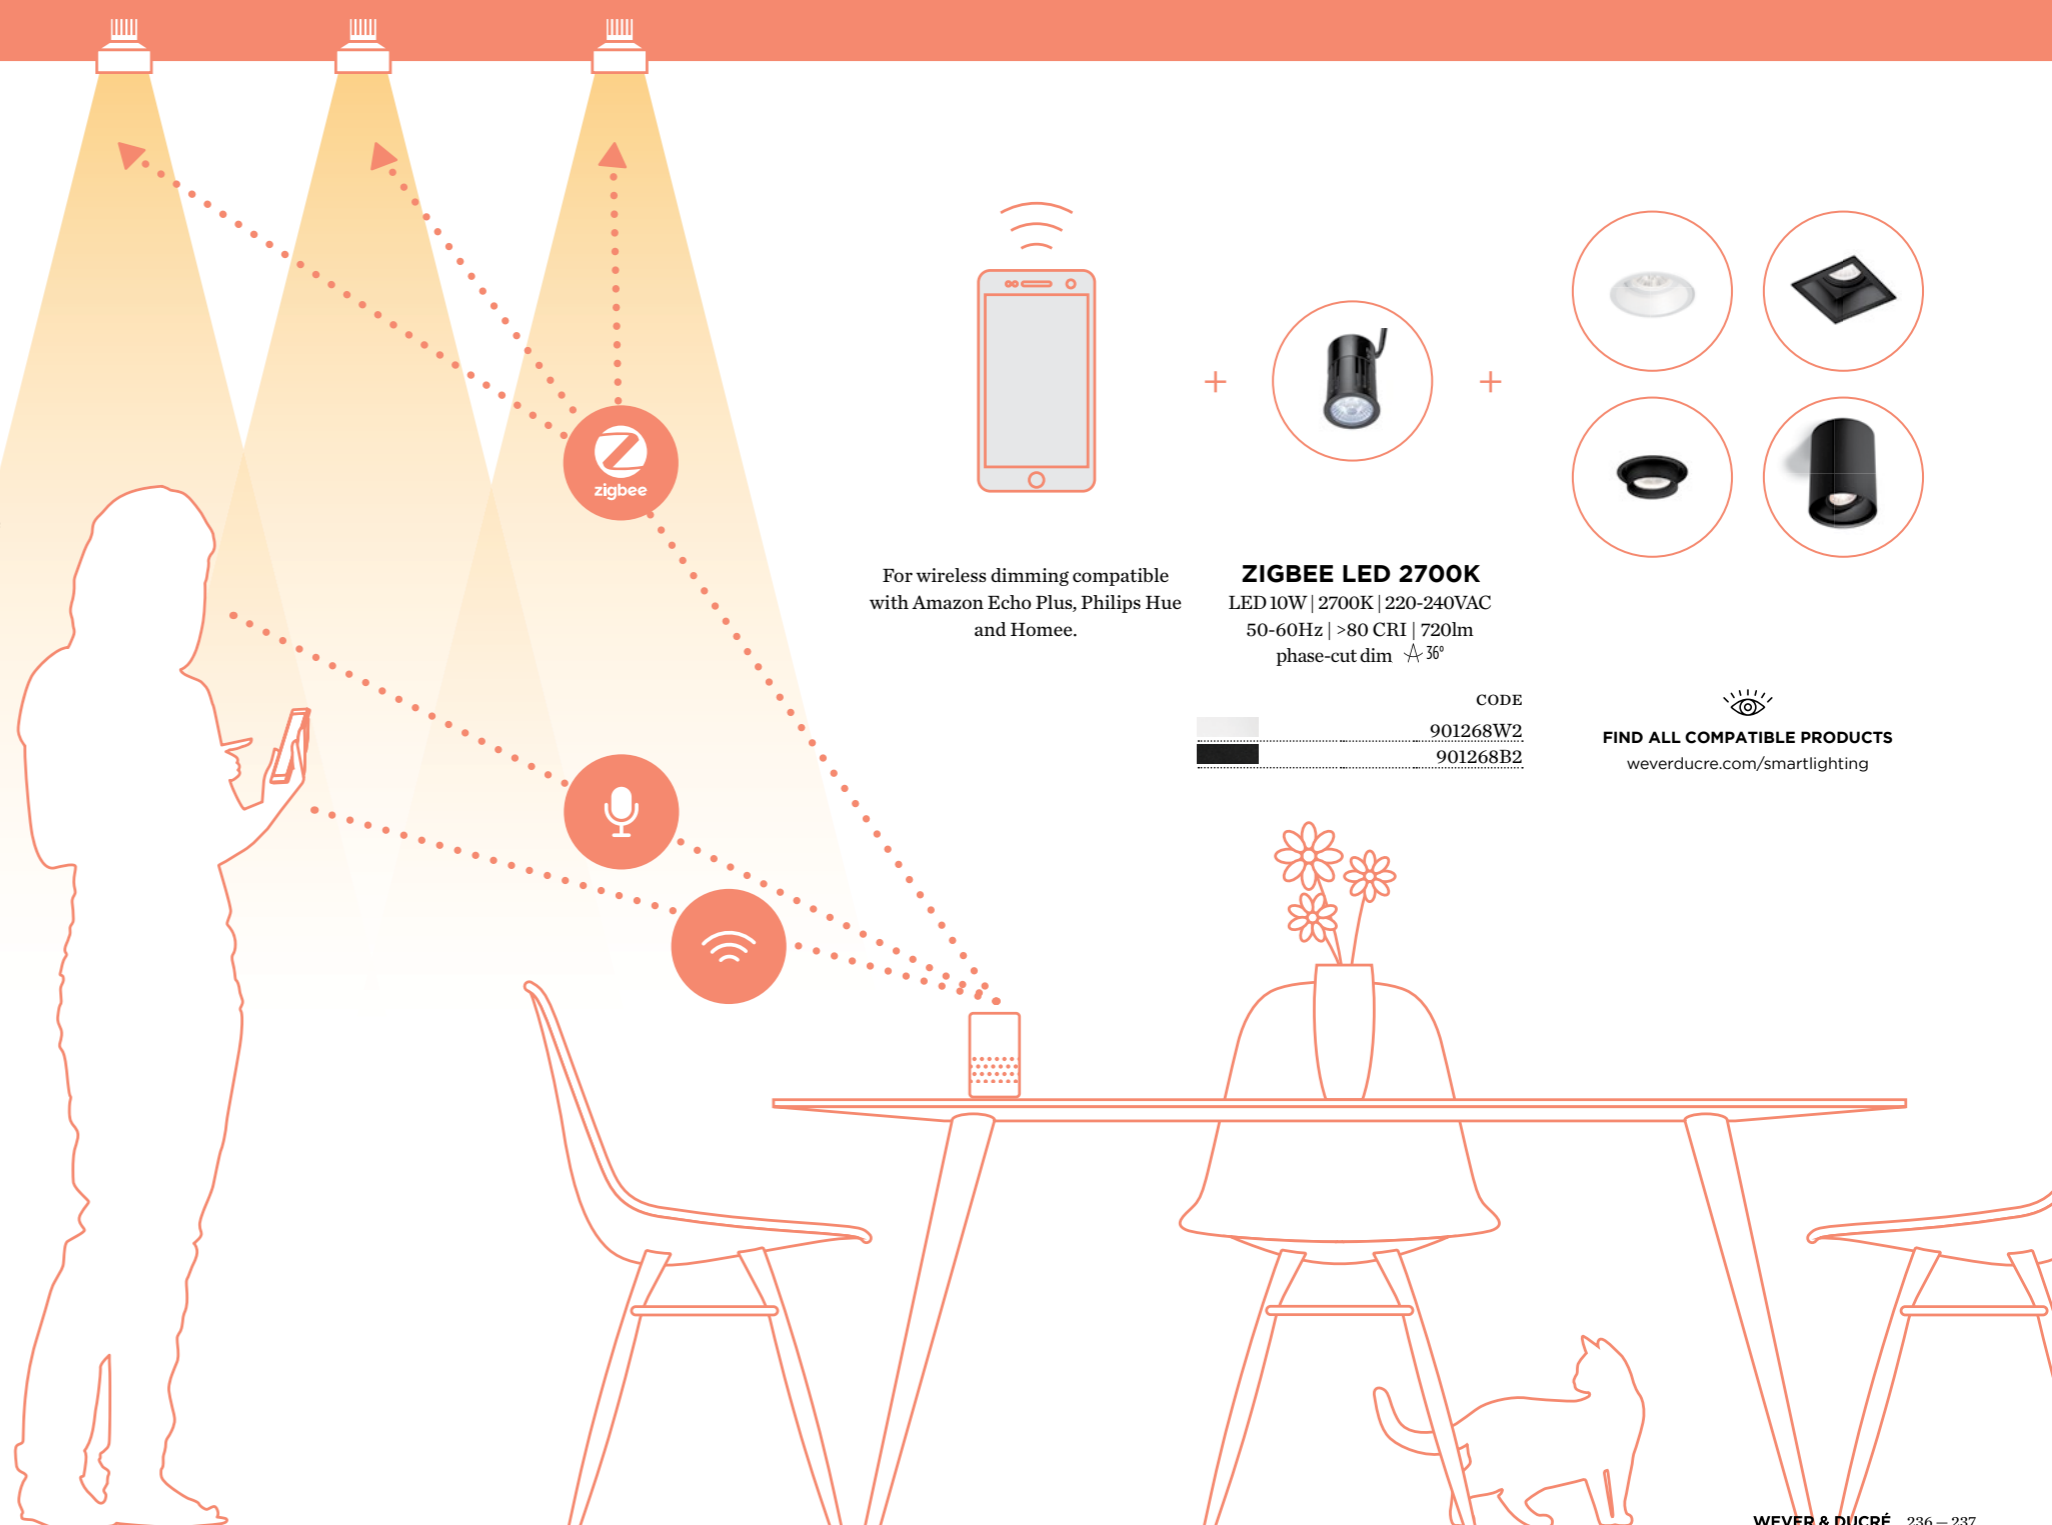 zigbee
For wireless dimming compatible
with Amazon Echo Plus, Philips Hue
and Homee.
ZIGBEE LED 2700K
LED 10W | 2700K | 220-240VAC
50-60Hz | >80 CRI | 720lm
phase-cut dim 36°
CODE
901268W2
901268B2
FIND ALL COMPATIBLE PRODUCTS
weverducre.com/smartlighting
WEVER & DUCRÉ 236 — 237